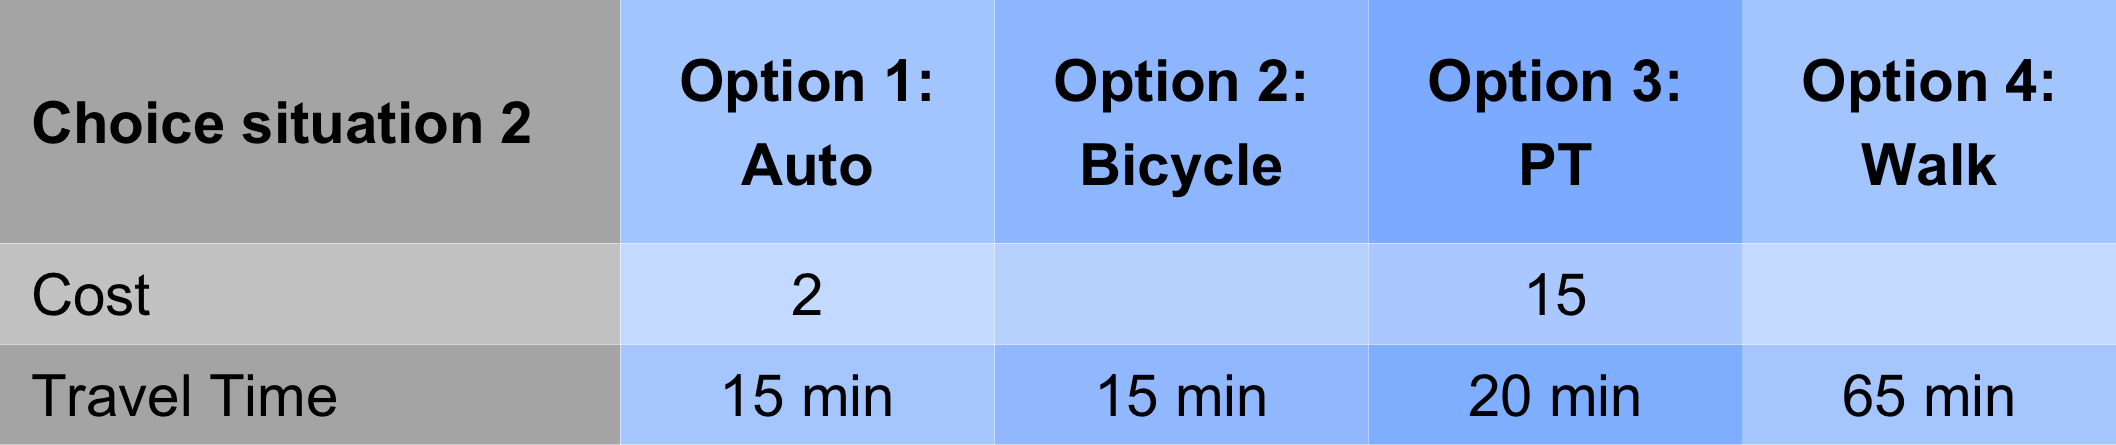 Choice situation 2
Option 1:
Auto
Option 2:
Bicycle
Option 3:
PT
Option 4:
Walk
Cost
2
15
Travel Time
15 min
15 min
20 min
65 min